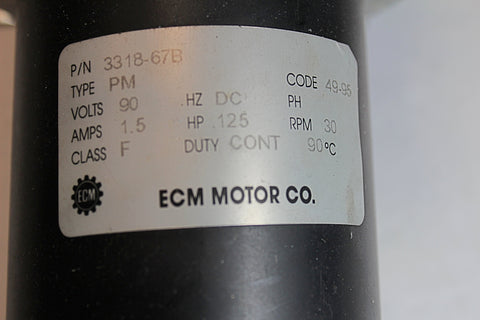 P/N 3318-67B
TYPE PM CODE 49-95
VOLTS 90 .HZ DC PH
AMPS 1.5 HP .125 RPM 30
CLASS F DUTY CONT 90°C
ECM ECM MOTOR CO.